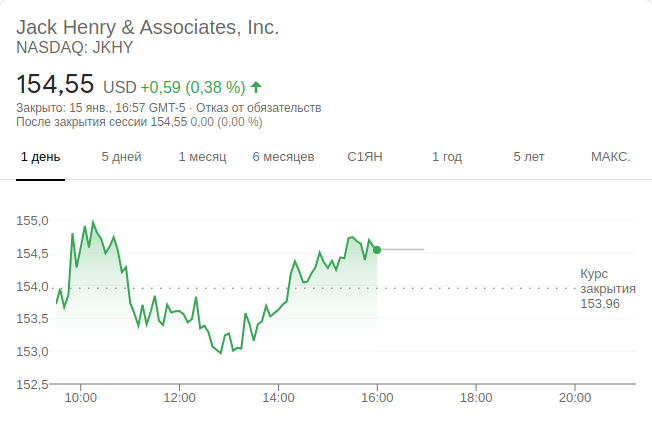 Jack Henry & Associates, Inc.
NASDAQ: JKHY
154,55 USD +0,59 (0,38 %)
Закрыто: 15 янв., 16:57 GMT-5 · Отказ от обязательств
После закрытия сессии 154,55 0,00 (0,00 %)
1 день 5 дней 1 месяц 6 месяцев С1ЯН 1 год 5 лет МАКС.
155,0
154,5
154,0
153,5
153,0
152,5
Курс
закрытия
153,96
10:00 12:00 14:00 16:00 18:00 20:00